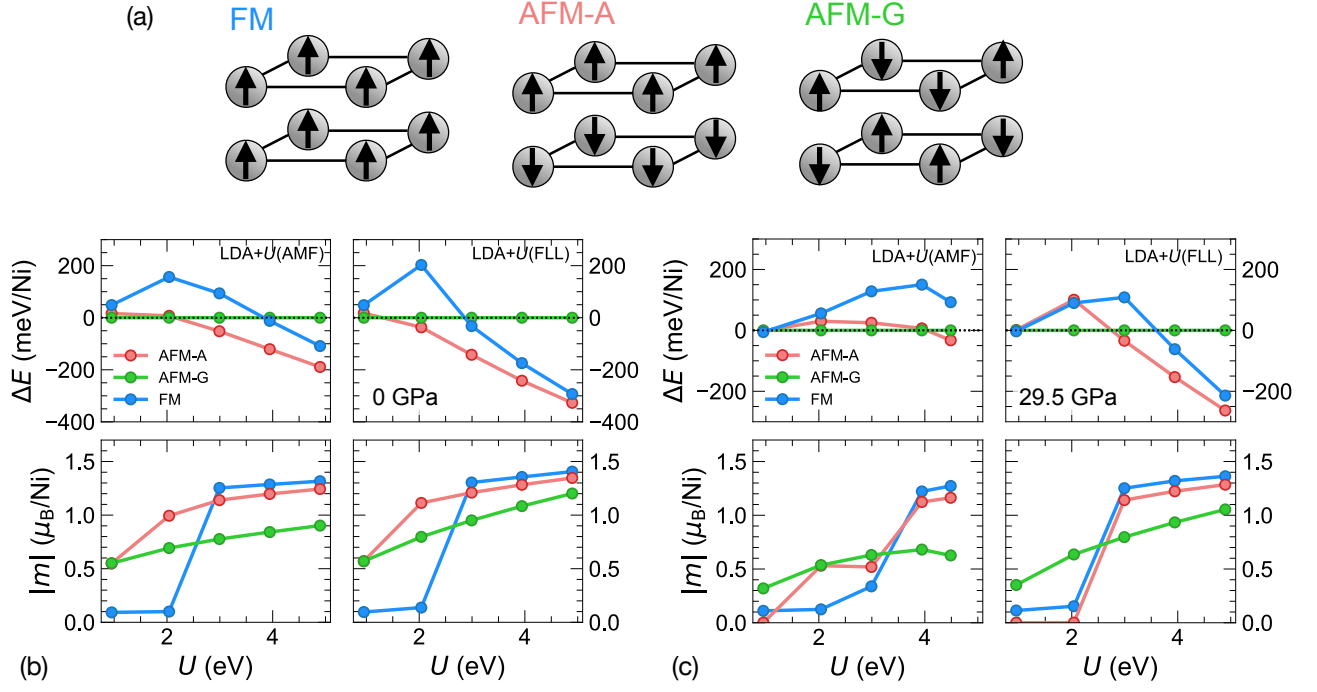 (a)
FM
AFM-A
AFM-G
LDA+U(AMF)
LDA+U(FLL)
LDA+U(AMF)
LDA+U(FLL)
ΔE (meV/Ni)
200
0
−200
−400
AFM-A
AFM-G
FM
0 GPa
200
0
−200
−400
ΔE (meV/Ni)
200
0
−200
AFM-A
AFM-G
FM
29.5 GPa
200
0
−200
|m| (μB/Ni)
1.5
1.0
0.5
0.0
1.5
1.0
0.5
0.0
|m| (μB/Ni)
1.5
1.0
0.5
0.0
1.5
1.0
0.5
0.0
2
4
2
4
2
4
2
4
(b)
U (eV)
U (eV)
(c)
U (eV)
U (eV)